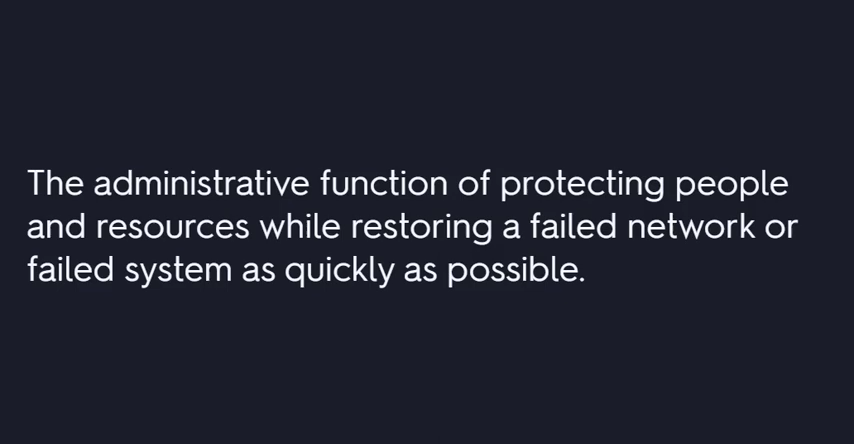 The administrative function of protecting people
and resources while restoring a failed network or
failed system as quickly as possible.